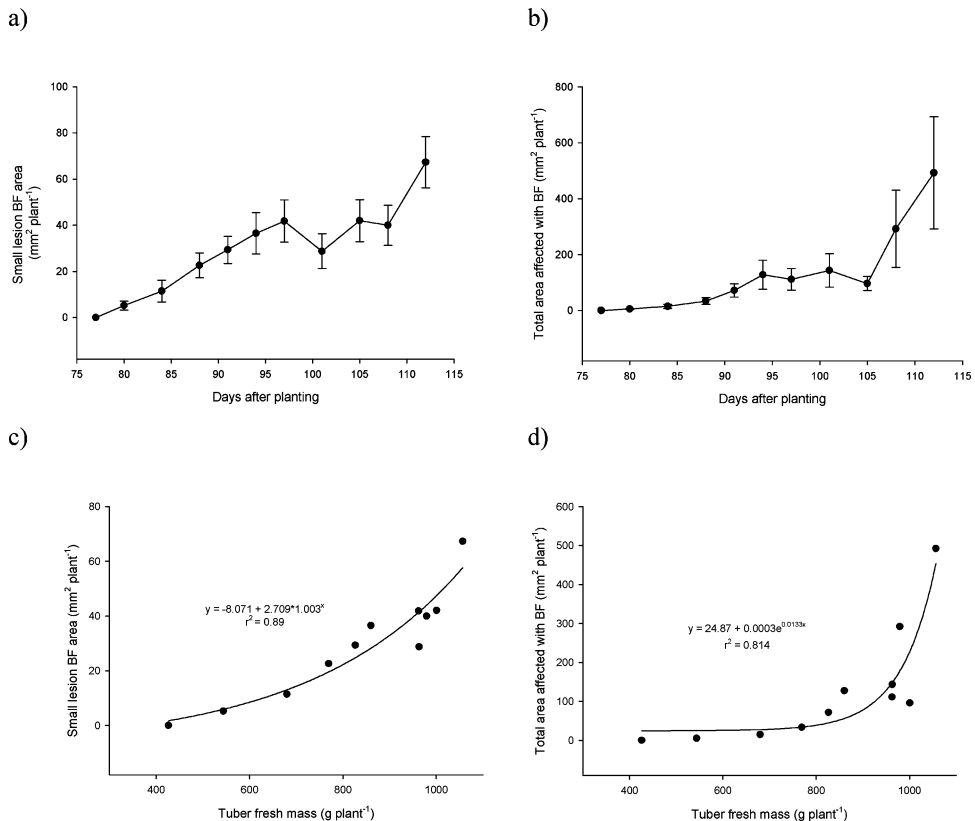 a)
b)
100
80
60
40
20
0
Small lesion BF area
(mm² plant⁻¹)
75 80 85 90 95 100 105 110 115
Days after planting
800
600
400
200
0
-200
Total area affected with BF (mm² plant⁻¹)
75 80 85 90 95 100 105 110 115
Days after planting
c)
d)
80
60
40
20
0
Small lesion BF area (mm² plant⁻¹)
y = -8.071 + 2.709*1.003ˣ
r² = 0.89
400 600 800 1000
Tuber fresh mass (g plant⁻¹)
600
500
400
300
200
100
0
Total area affected with BF (mm² plant⁻¹)
y = 24.87 + 0.0003e⁰·⁰¹³³ˣ
r² = 0.814
400 600 800 1000
Tuber fresh mass (g plant⁻¹)